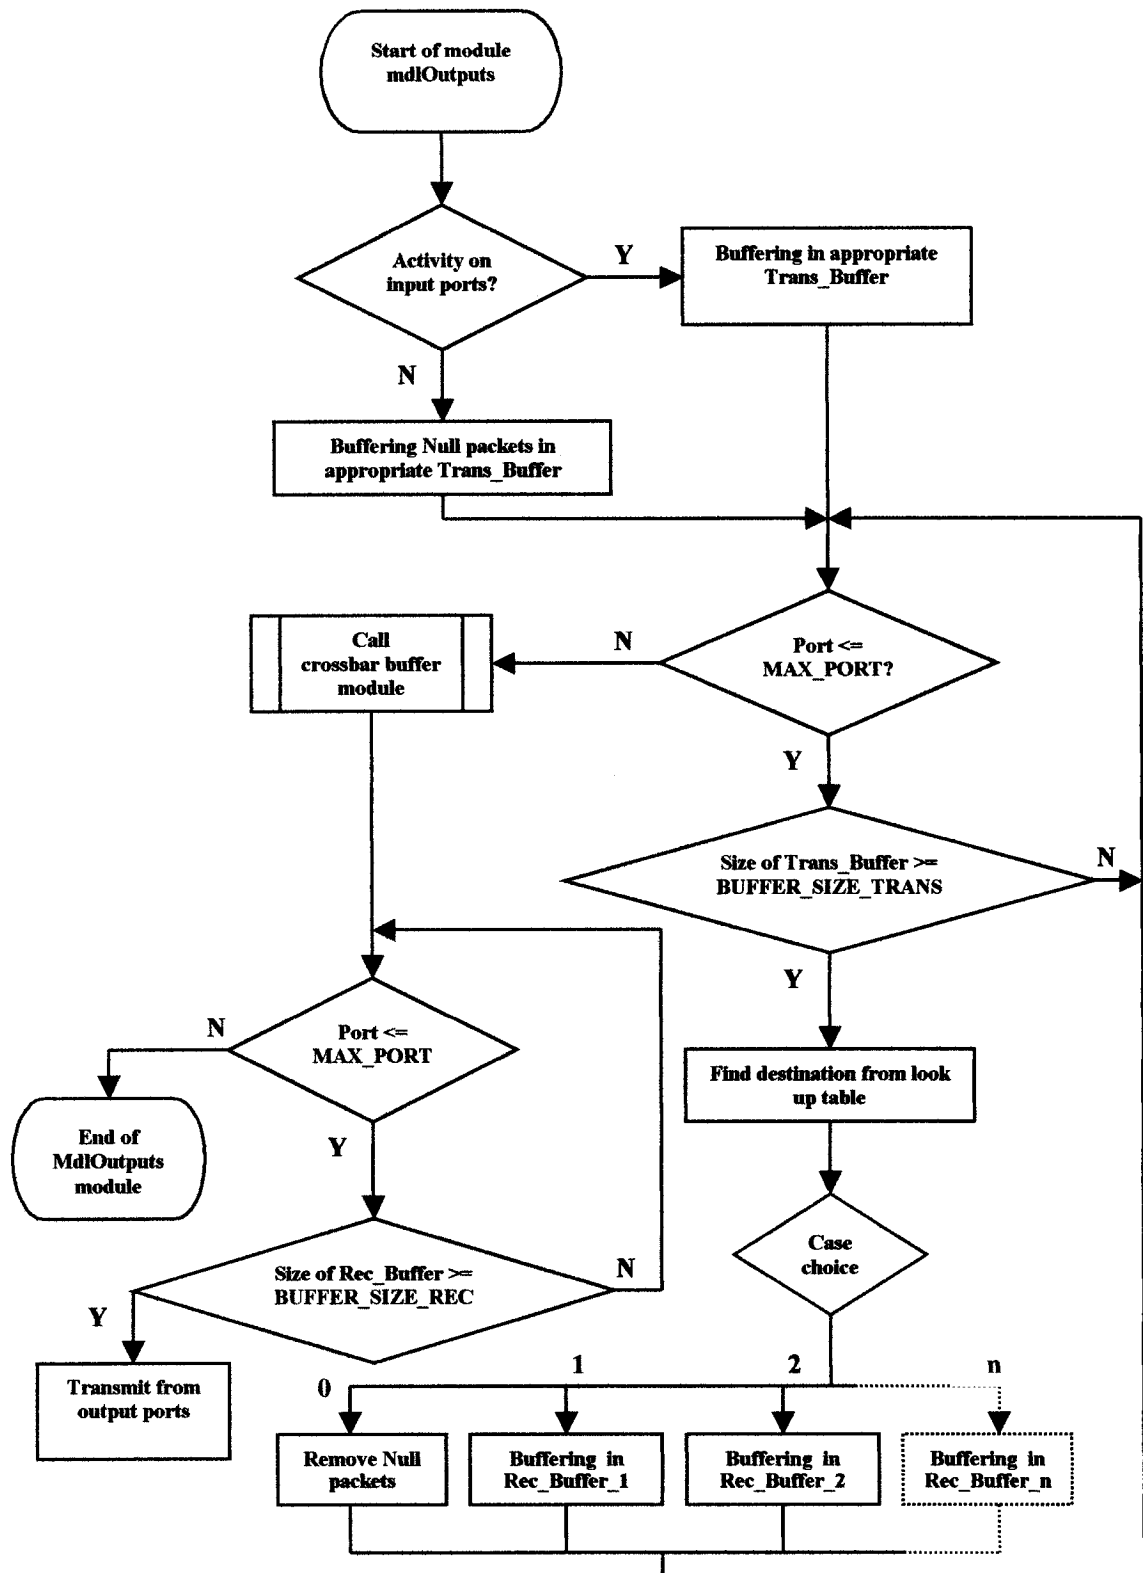 Start of module
mdlOutputs
Activity on
input ports?
Y
Buffering in appropriate
Trans_Buffer
N
Buffering Null packets in
appropriate Trans_Buffer
Call
crossbar buffer
module
N
Port <=
MAX_PORT?
Y
Size of Trans_Buffer >=
BUFFER_SIZE_TRANS
N
Y
N
Port <=
MAX_PORT
Find destination from look
up table
End of
MdlOutputs
module
Y
Case
choice
Size of Rec_Buffer >=
BUFFER_SIZE_REC
N
Y
Transmit from
output ports
0
1
2
n
Remove Null
packets
Buffering in
Rec_Buffer_1
Buffering in
Rec_Buffer_2
Buffering in
Rec_Buffer_n